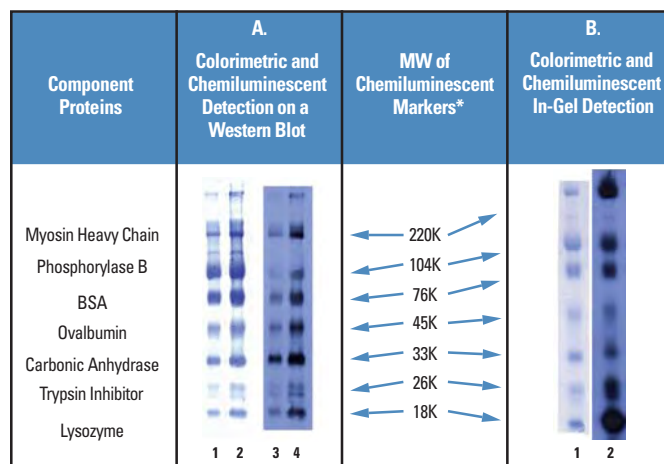 Component
Proteins
A.
Colorimetric and
Chemiluminescent
Detection on a
Western Blot
MW of
Chemiluminescent
Markers*
B.
Colorimetric and
Chemiluminescent
In-Gel Detection
Myosin Heavy Chain
Phosphorylase B
BSA
Ovalbumin
Carbonic Anhydrase
Trypsin Inhibitor
Lysozyme
220K
104K
76K
45K
33K
26K
18K
1 2 3 4
1 2